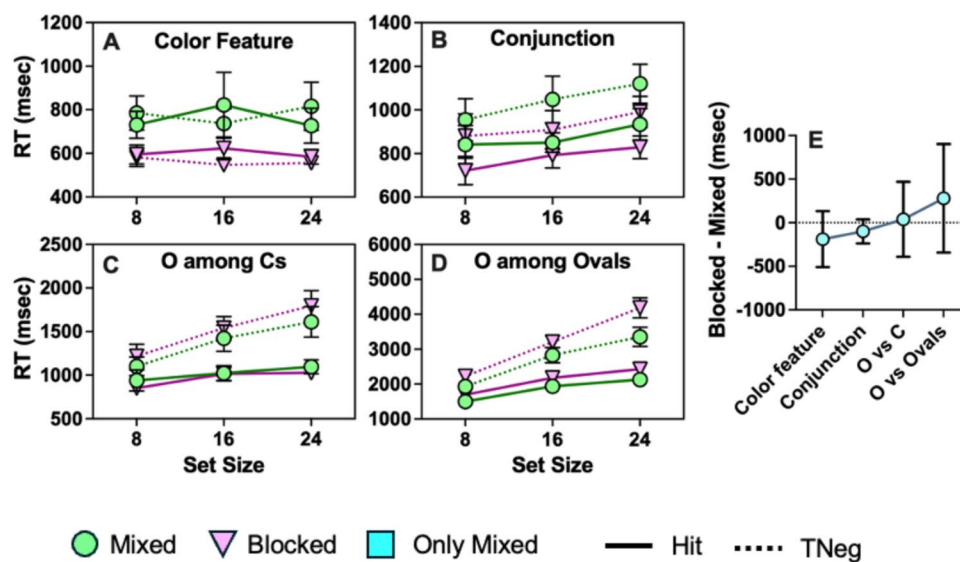 A Color Feature
1200
1000
800
600
400
RT (msec)
8 16 24
B Conjunction
1400
1200
1000
800
600
8 16 24
C O among Cs
2500
2000
1500
1000
500
RT (msec)
8 16 24
Set Size
D O among Ovals
6000
5000
4000
3000
2000
1000
8 16 24
Set Size
E
1000
500
0
-500
-1000
Blocked - Mixed (msec)
Color feature
Conjunction
O vs C
O vs Ovals
Mixed Blocked Only Mixed Hit TNeg